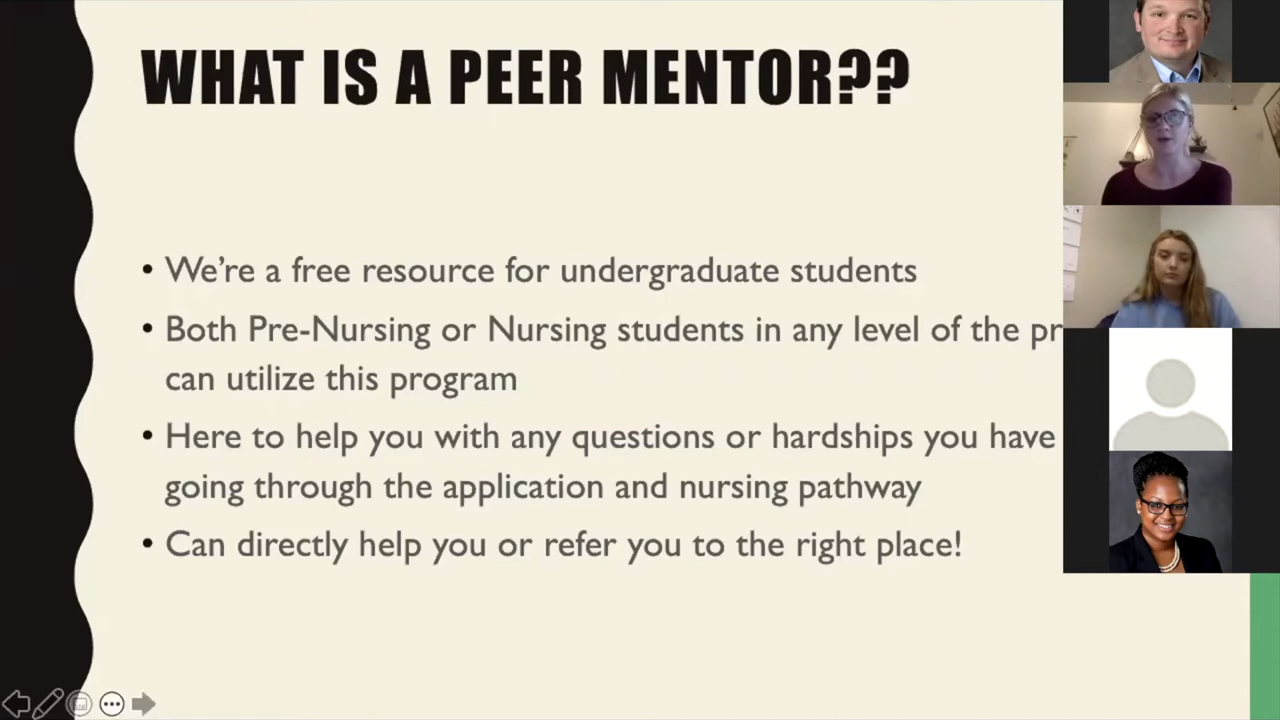 WHAT IS A PEER MENTOR??
• We're a free resource for undergraduate students
• Both Pre-Nursing or Nursing students in any level of the pr
can utilize this program
• Here to help you with any questions or hardships you have
going through the application and nursing pathway
• Can directly help you or refer you to the right place!